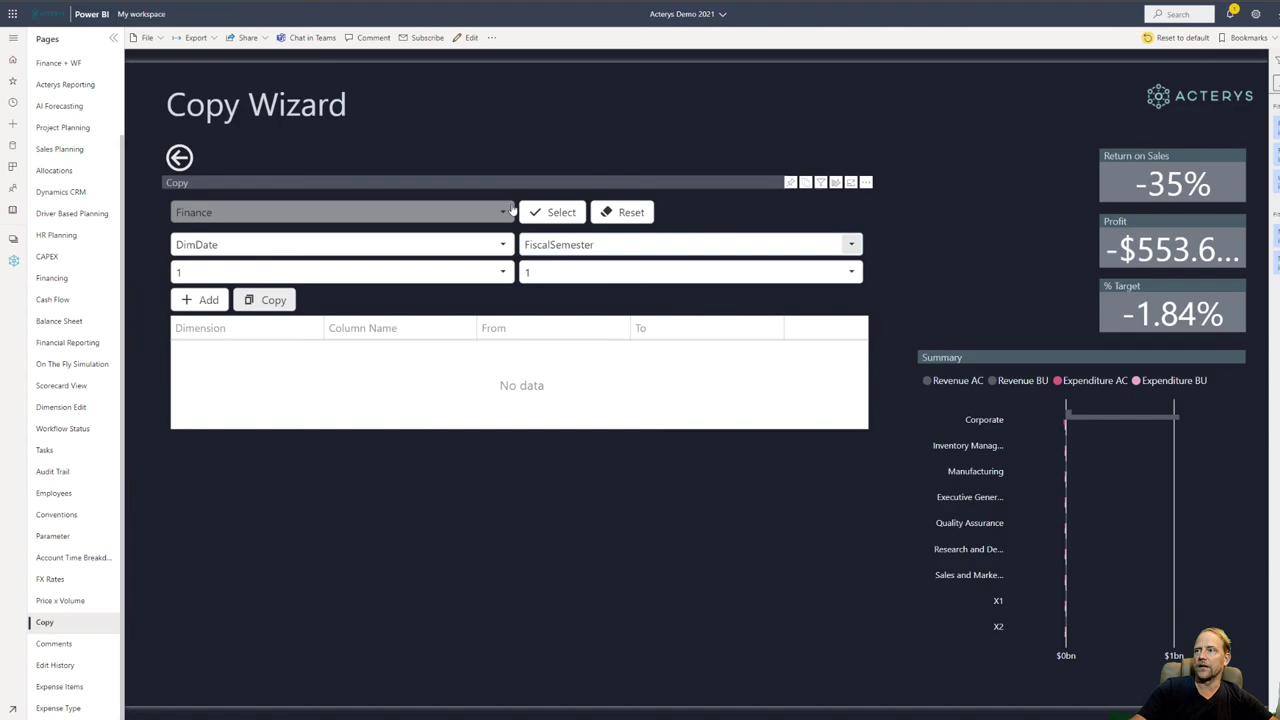 Power BI
My workspace
Acterys Demo 2021
Search
1
Pages
File
Export
Share
Chat in Teams
Comment
Subscribe
Edit
Reset to default
Bookmarks
Finance + WF
Acterys Reporting
AI Forecasting
Project Planning
Sales Planning
Allocations
Dynamics CRM
Driver Based Planning
HR Planning
CAPEX
Financing
Cash Flow
Balance Sheet
Financial Reporting
On The Fly Simulation
Scorecard View
Dimension Edit
Workflow Status
Tasks
Audit Trail
Employees
Conventions
Parameter
Account Time Breakd...
FX Rates
Price x Volume
Copy
Comments
Edit History
Expense Items
Expense Type
Copy Wizard
ACTERYS
Copy
Finance
Select
Reset
DimDate
FiscalSemester
1
1
Add
Copy
Dimension
Column Name
From
To
No data
Return on Sales
-35%
Profit
-$553.6...
% Target
-1.84%
Summary
Revenue AC
Revenue BU
Expenditure AC
Expenditure BU
Corporate
Inventory Manag...
Manufacturing
Executive Gener...
Quality Assurance
Research and De...
Sales and Marke...
X1
X2
$0bn
$1bn